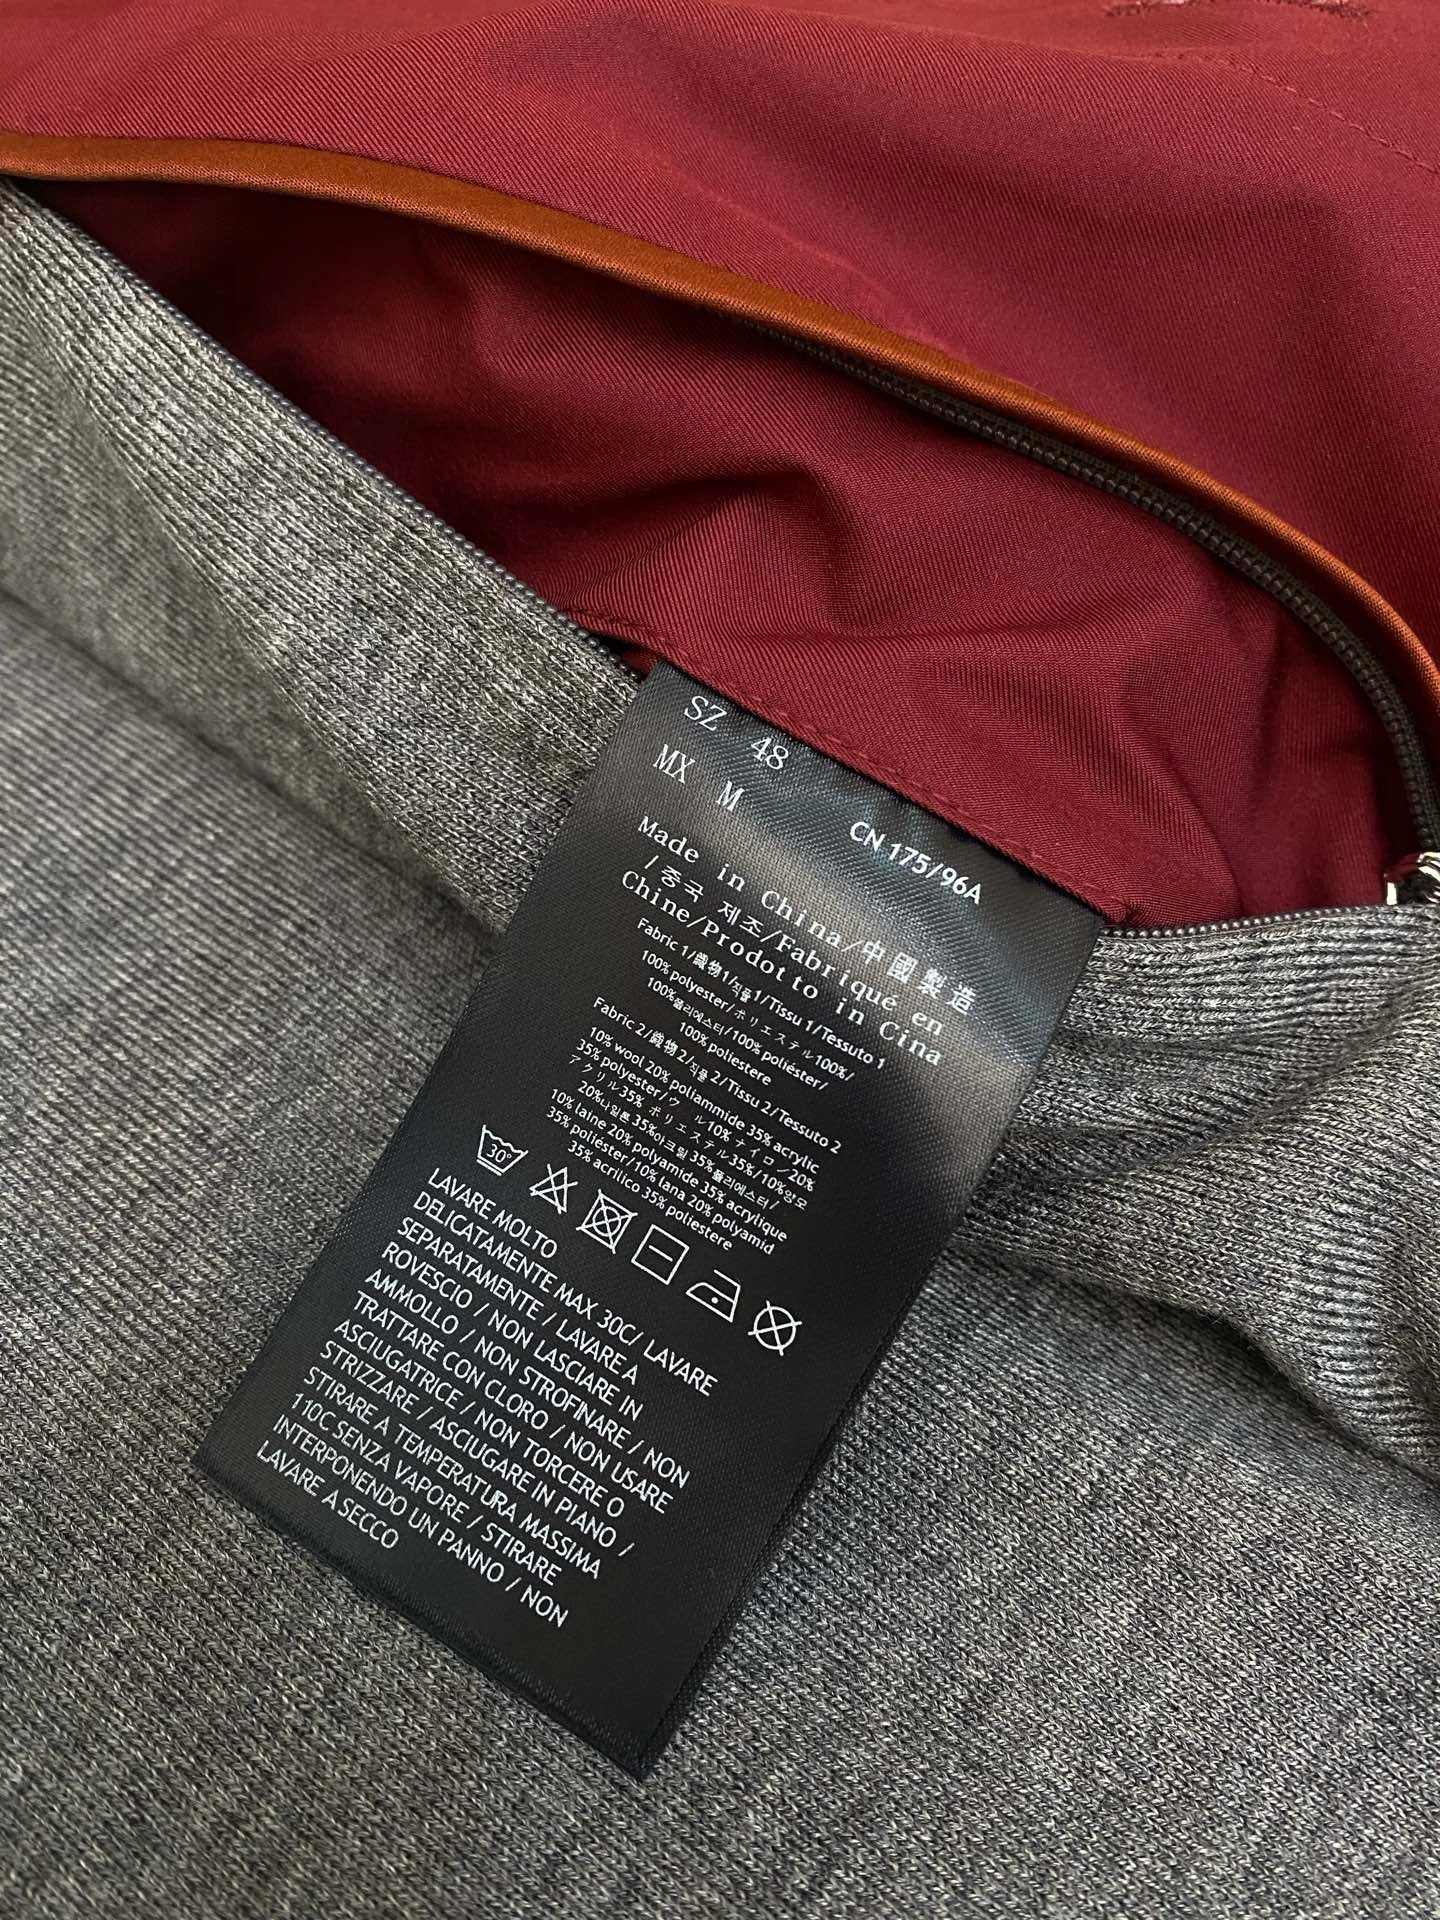 SZ 48
MX M
CN 175/96A
Made in China/中國製造
/중국 제조/Fabriqué en
Chine/Prodotto in Cina
Fabric 1/織物1/직물1/Tissu 1/Tessuto 1
100% polyester/ポリエステル100%/
100%폴리에스터/100% poliéster/
100% poliestere
Fabric 2/織物2/직물2/Tissu 2/Tessuto 2
10% wool 20% poliammide 35% acrylic
35% polyester/ウール10% ナイロン20%
アクリル35% ポリエステル35%/10%양모
20%나일론 35%아크릴 35%폴리에스터/
10% laine 20% polyamide 35% acrylique
35% poliéster/10% lana 20% polyamid
35% acrilico 35% poliestere
30°
LAVARE MOLTO
DELICATAMENTE MAX 30C/ LAVARE
SEPARATAMENTE / LAVARE A
ROVESCIO / NON LASCIARE IN
AMMOLLO / NON STROFINARE / NON
TRATTARE CON CLORO / NON USARE
ASCIUGATRICE / NON TORCERE O
STRIZZARE / ASCIUGARE IN PIANO /
STIRARE A TEMPERATURA MASSIMA
110C SENZA VAPORE / STIRARE
INTERPONENDO UN PANNO / NON
LAVARE A SECCO